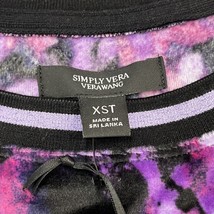 SIMPLY VERA
VERAWANG
XST
MADE IN
SRI LANKA